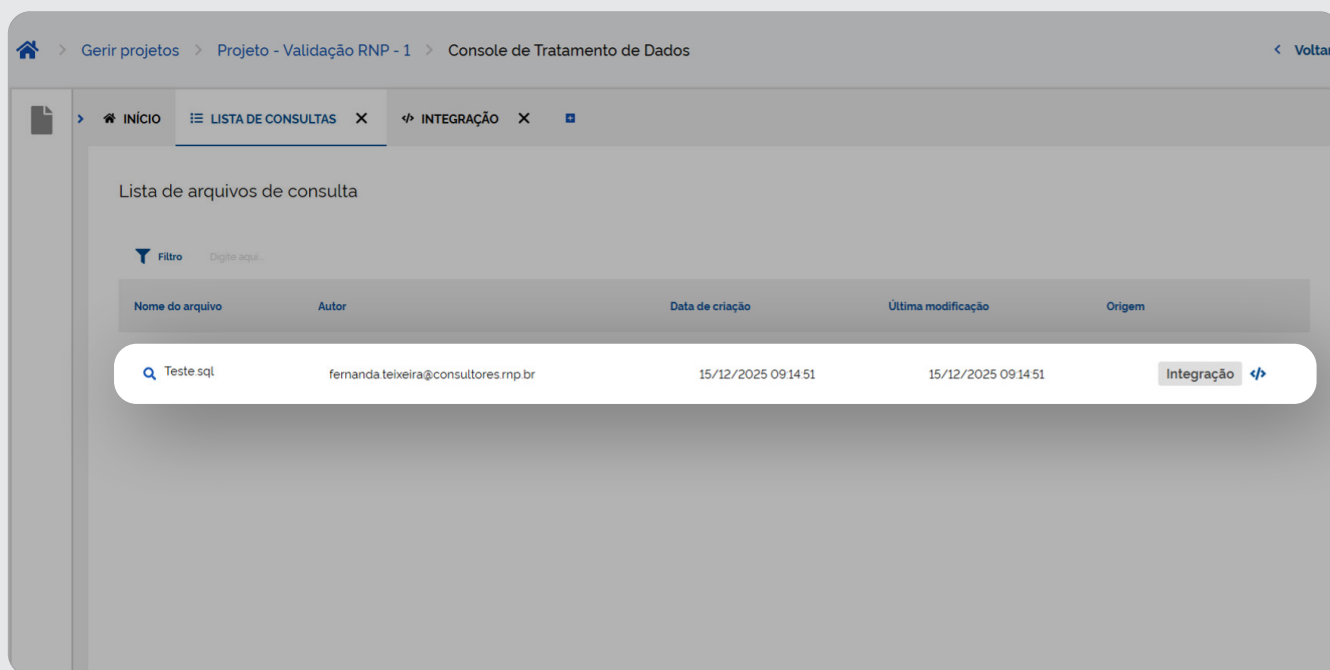 > Gerir projetos > Projeto - Validação RNP - 1 > Console de Tratamento de Dados < Voltar
> INÍCIO LISTA DE CONSULTAS X </> INTEGRAÇÃO X +
Lista de arquivos de consulta
Filtro Digite aqui...
Nome do arquivo Autor Data de criação Última modificação Origem
Teste.sql fernanda.teixeira@consultores.rnp.br 15/12/2025 09:14:51 15/12/2025 09:14:51 Integração </>